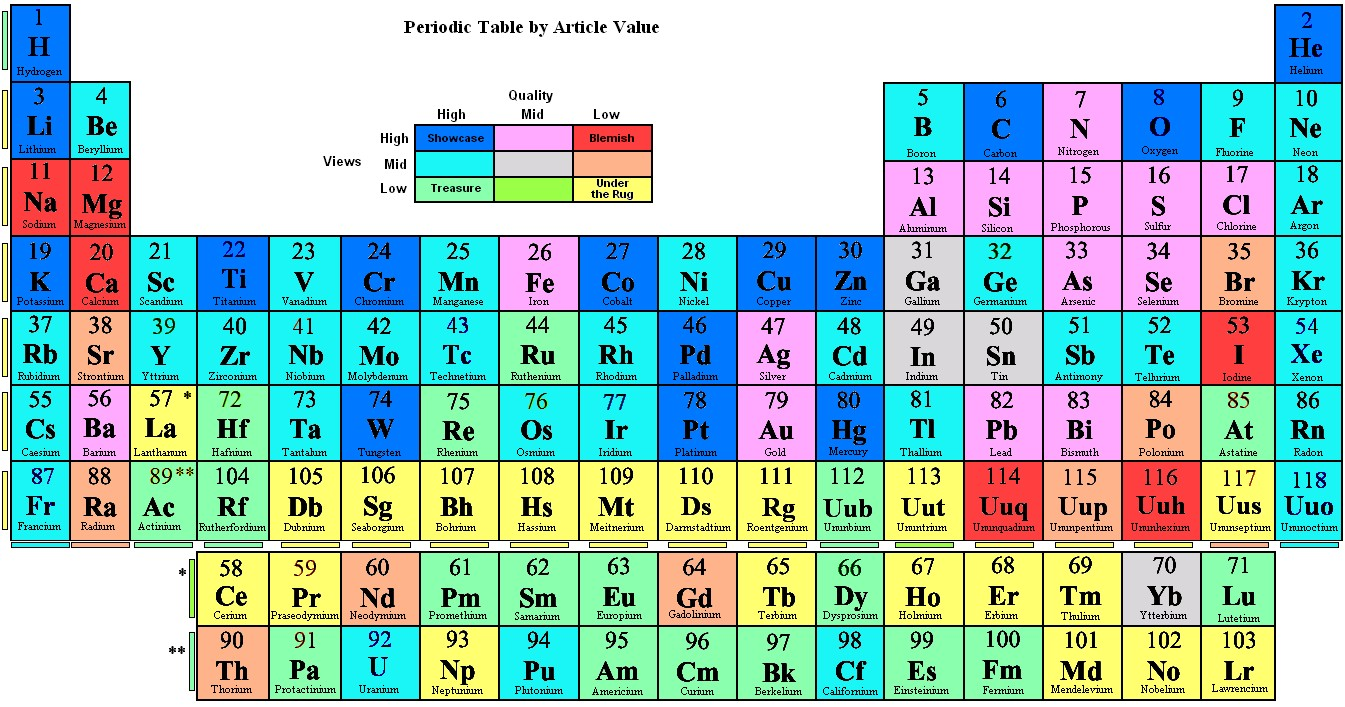 Periodic Table by Article Value
Quality
High Mid Low
Views
High Showcase Blemish
Mid
Low Treasure Under the Rug
1 2
H He
Hydrogen Helium
3 4 5 6 7 8 9 10
Li Be B C N O F Ne
Lithium Beryllium Boron Carbon Nitrogen Oxygen Fluorine Neon
11 12 13 14 15 16 17 18
Na Mg Al Si P S Cl Ar
Sodium Magnesium Aluminum Silicon Phosphorous Sulfur Chlorine Argon
19 20 21 22 23 24 25 26 27 28 29 30 31 32 33 34 35 36
K Ca Sc Ti V Cr Mn Fe Co Ni Cu Zn Ga Ge As Se Br Kr
Potassium Calcium Scandium Titanium Vanadium Chromium Manganese Iron Cobalt Nickel Copper Zinc Gallium Germanium Arsenic Selenium Bromine Krypton
37 38 39 40 41 42 43 44 45 46 47 48 49 50 51 52 53 54
Rb Sr Y Zr Nb Mo Tc Ru Rh Pd Ag Cd In Sn Sb Te I Xe
Rubidium Strontium Yttrium Zirconium Niobium Molybdenum Technetium Ruthenium Rhodium Palladium Silver Cadmium Indium Tin Antimony Tellurium Iodine Xenon
55 56 57 * 72 73 74 75 76 77 78 79 80 81 82 83 84 85 86
Cs Ba La Hf Ta W Re Os Ir Pt Au Hg Tl Pb Bi Po At Rn
Caesium Barium Lanthanum Hafnium Tantalum Tungsten Rhenium Osmium Iridium Platinum Gold Mercury Thallium Lead Bismuth Polonium Astatine Radon
87 88 89** 104 105 106 107 108 109 110 111 112 113 114 115 116 117 118
Fr Ra Ac Rf Db Sg Bh Hs Mt Ds Rg Uub Uut Uuq Uup Uuh Uus Uuo
Francium Radium Actinium Rutherfordium Dubnium Seaborgium Bohrium Hassium Meitnerium Darmstadtium Roentgenium Ununbium Ununtrium Ununquadium Ununpentium Ununhexium Ununseptium Ununoctium
* 58 59 60 61 62 63 64 65 66 67 68 69 70 71
Ce Pr Nd Pm Sm Eu Gd Tb Dy Ho Er Tm Yb Lu
Cerium Praseodymium Neodymium Promethium Samarium Europium Gadolinium Terbium Dysprosium Holmium Erbium Thulium Ytterbium Lutetium
** 90 91 92 93 94 95 96 97 98 99 100 101 102 103
Th Pa U Np Pu Am Cm Bk Cf Es Fm Md No Lr
Thorium Protactinium Uranium Neptunium Plutonium Americium Curium Berkelium Californium Einsteinium Fermium Mendelevium Nobelium Lawrencium